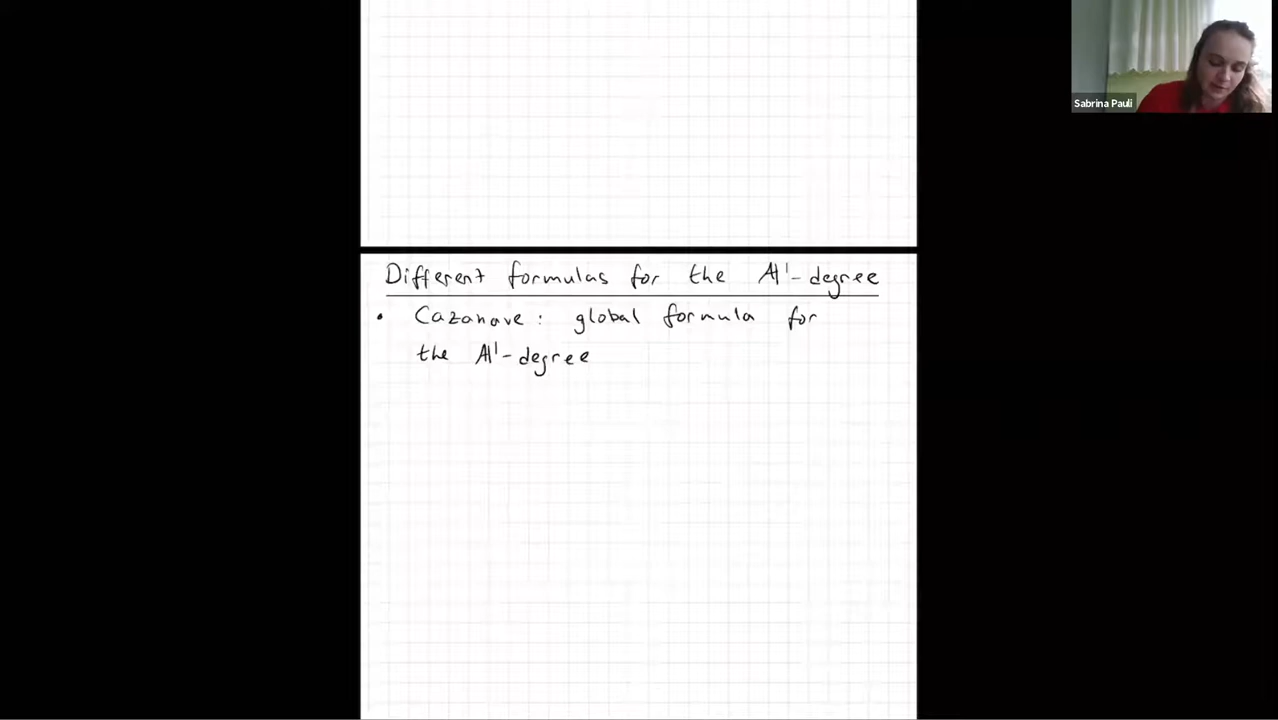 Sabrina Pauli
Different formulas for the A¹-degree
• Cazanave: global formula for
the A¹-degree